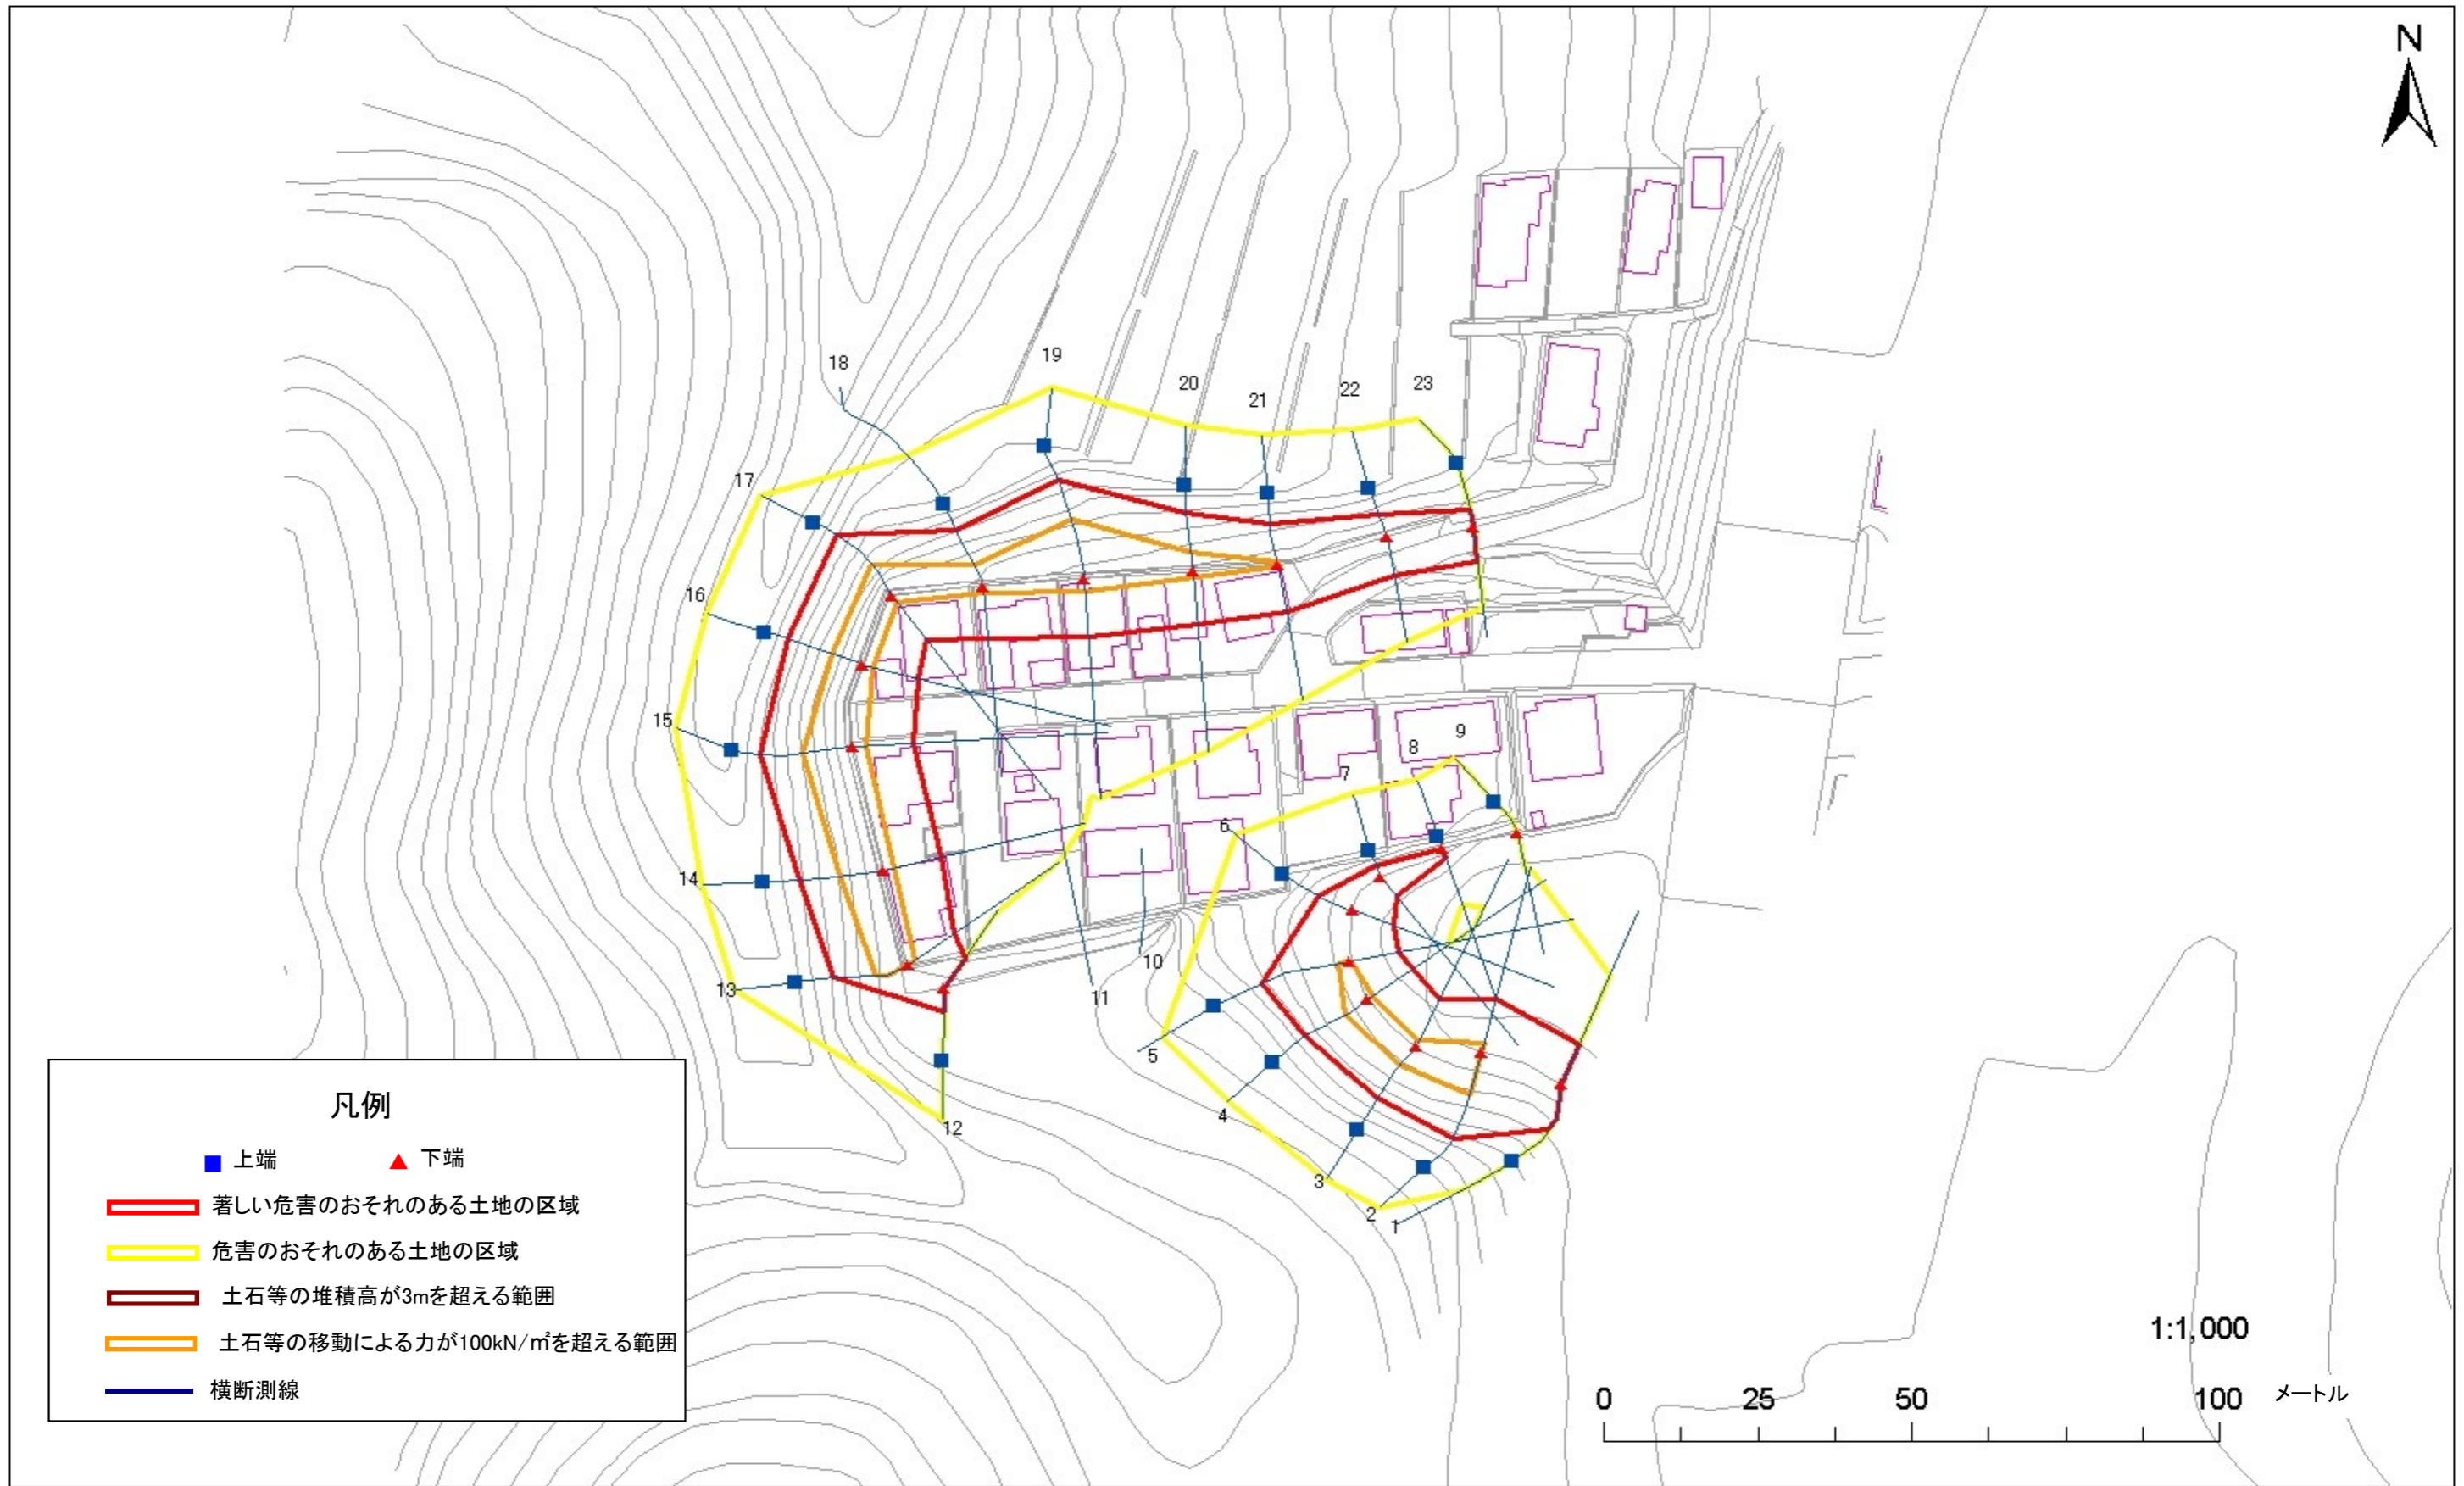 N
18
19
20
21
22
23
17
16
15
14
13
12
11
10
9
8
7
6
5
4
3
2
1
凡例
上端 下端
著しい危害のおそれのある土地の区域
危害のおそれのある土地の区域
土石等の堆積高が3mを超える範囲
土石等の移動による力が100kN/㎡を超える範囲
横断測線
1:1,000
0 25 50 100 メートル